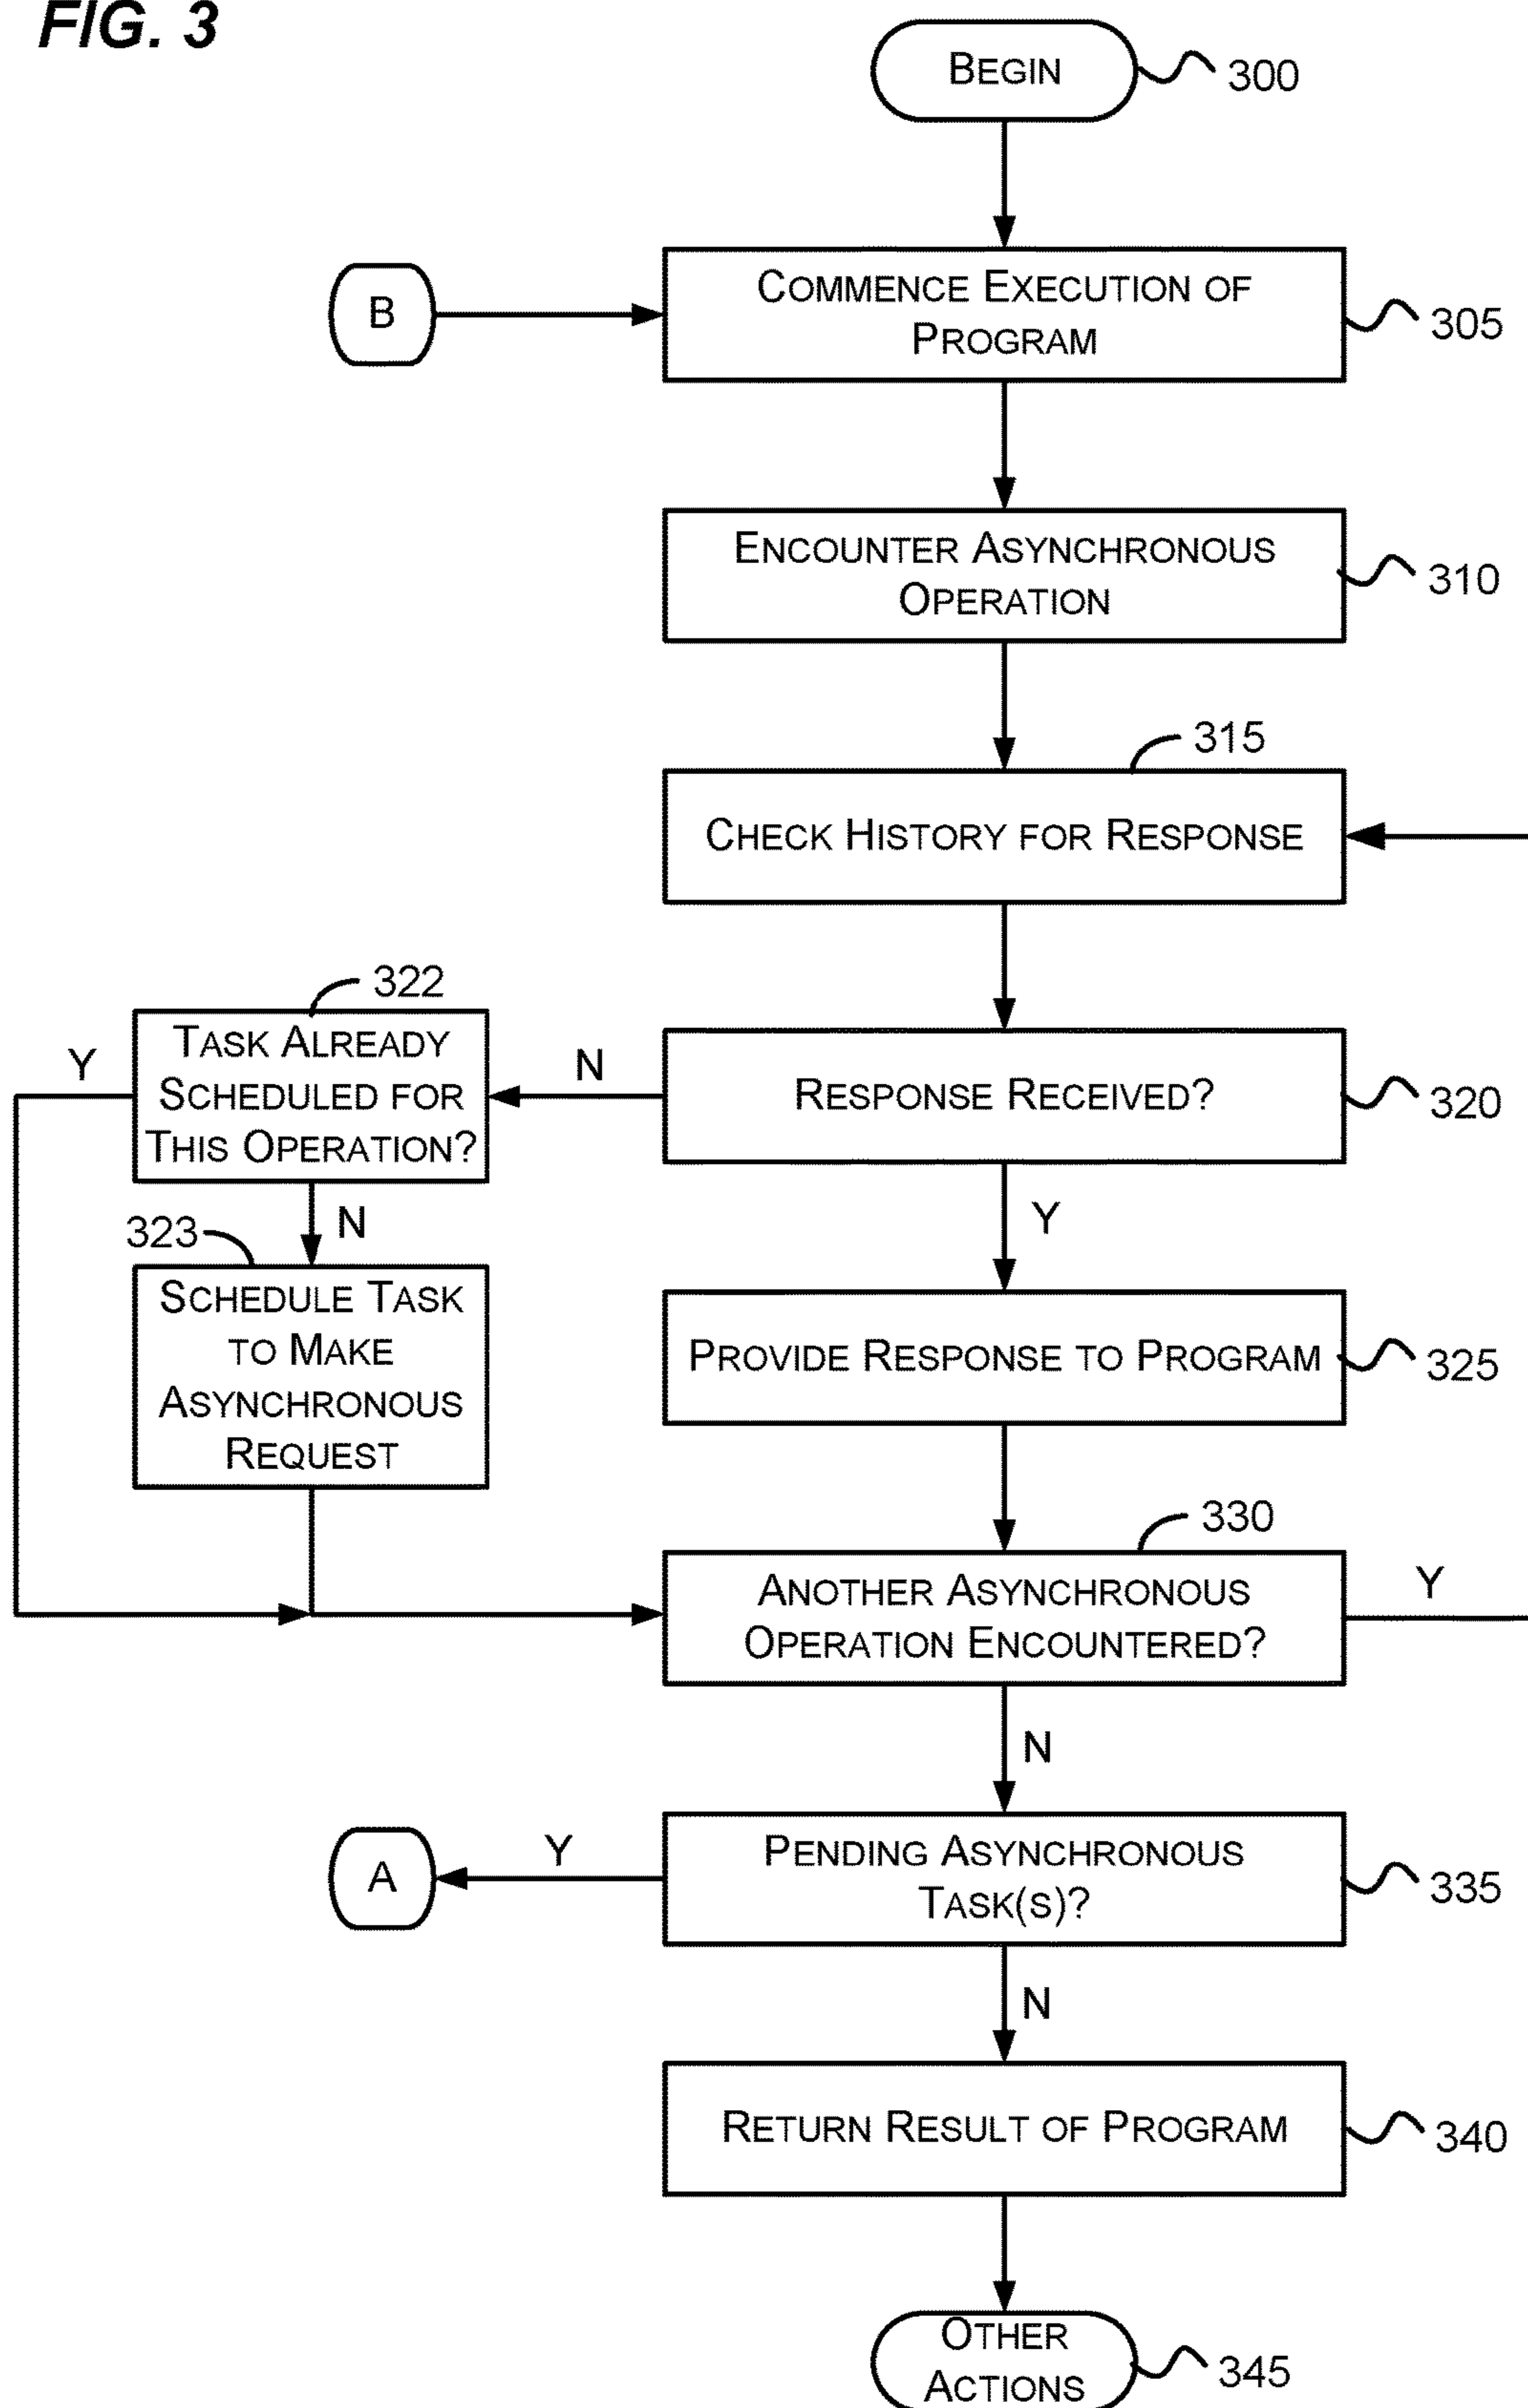 FIG. 3
BEGIN
300
B
COMMENCE EXECUTION OF
PROGRAM
305
ENCOUNTER ASYNCHRONOUS
OPERATION
310
315
CHECK HISTORY FOR RESPONSE
322
TASK ALREADY
SCHEDULED FOR
THIS OPERATION?
Y
N
RESPONSE RECEIVED?
320
N
Y
323
SCHEDULE TASK
TO MAKE
ASYNCHRONOUS
REQUEST
PROVIDE RESPONSE TO PROGRAM
325
330
ANOTHER ASYNCHRONOUS
OPERATION ENCOUNTERED?
Y
N
A
Y
PENDING ASYNCHRONOUS
TASK(S)?
335
N
RETURN RESULT OF PROGRAM
340
OTHER
ACTIONS
345